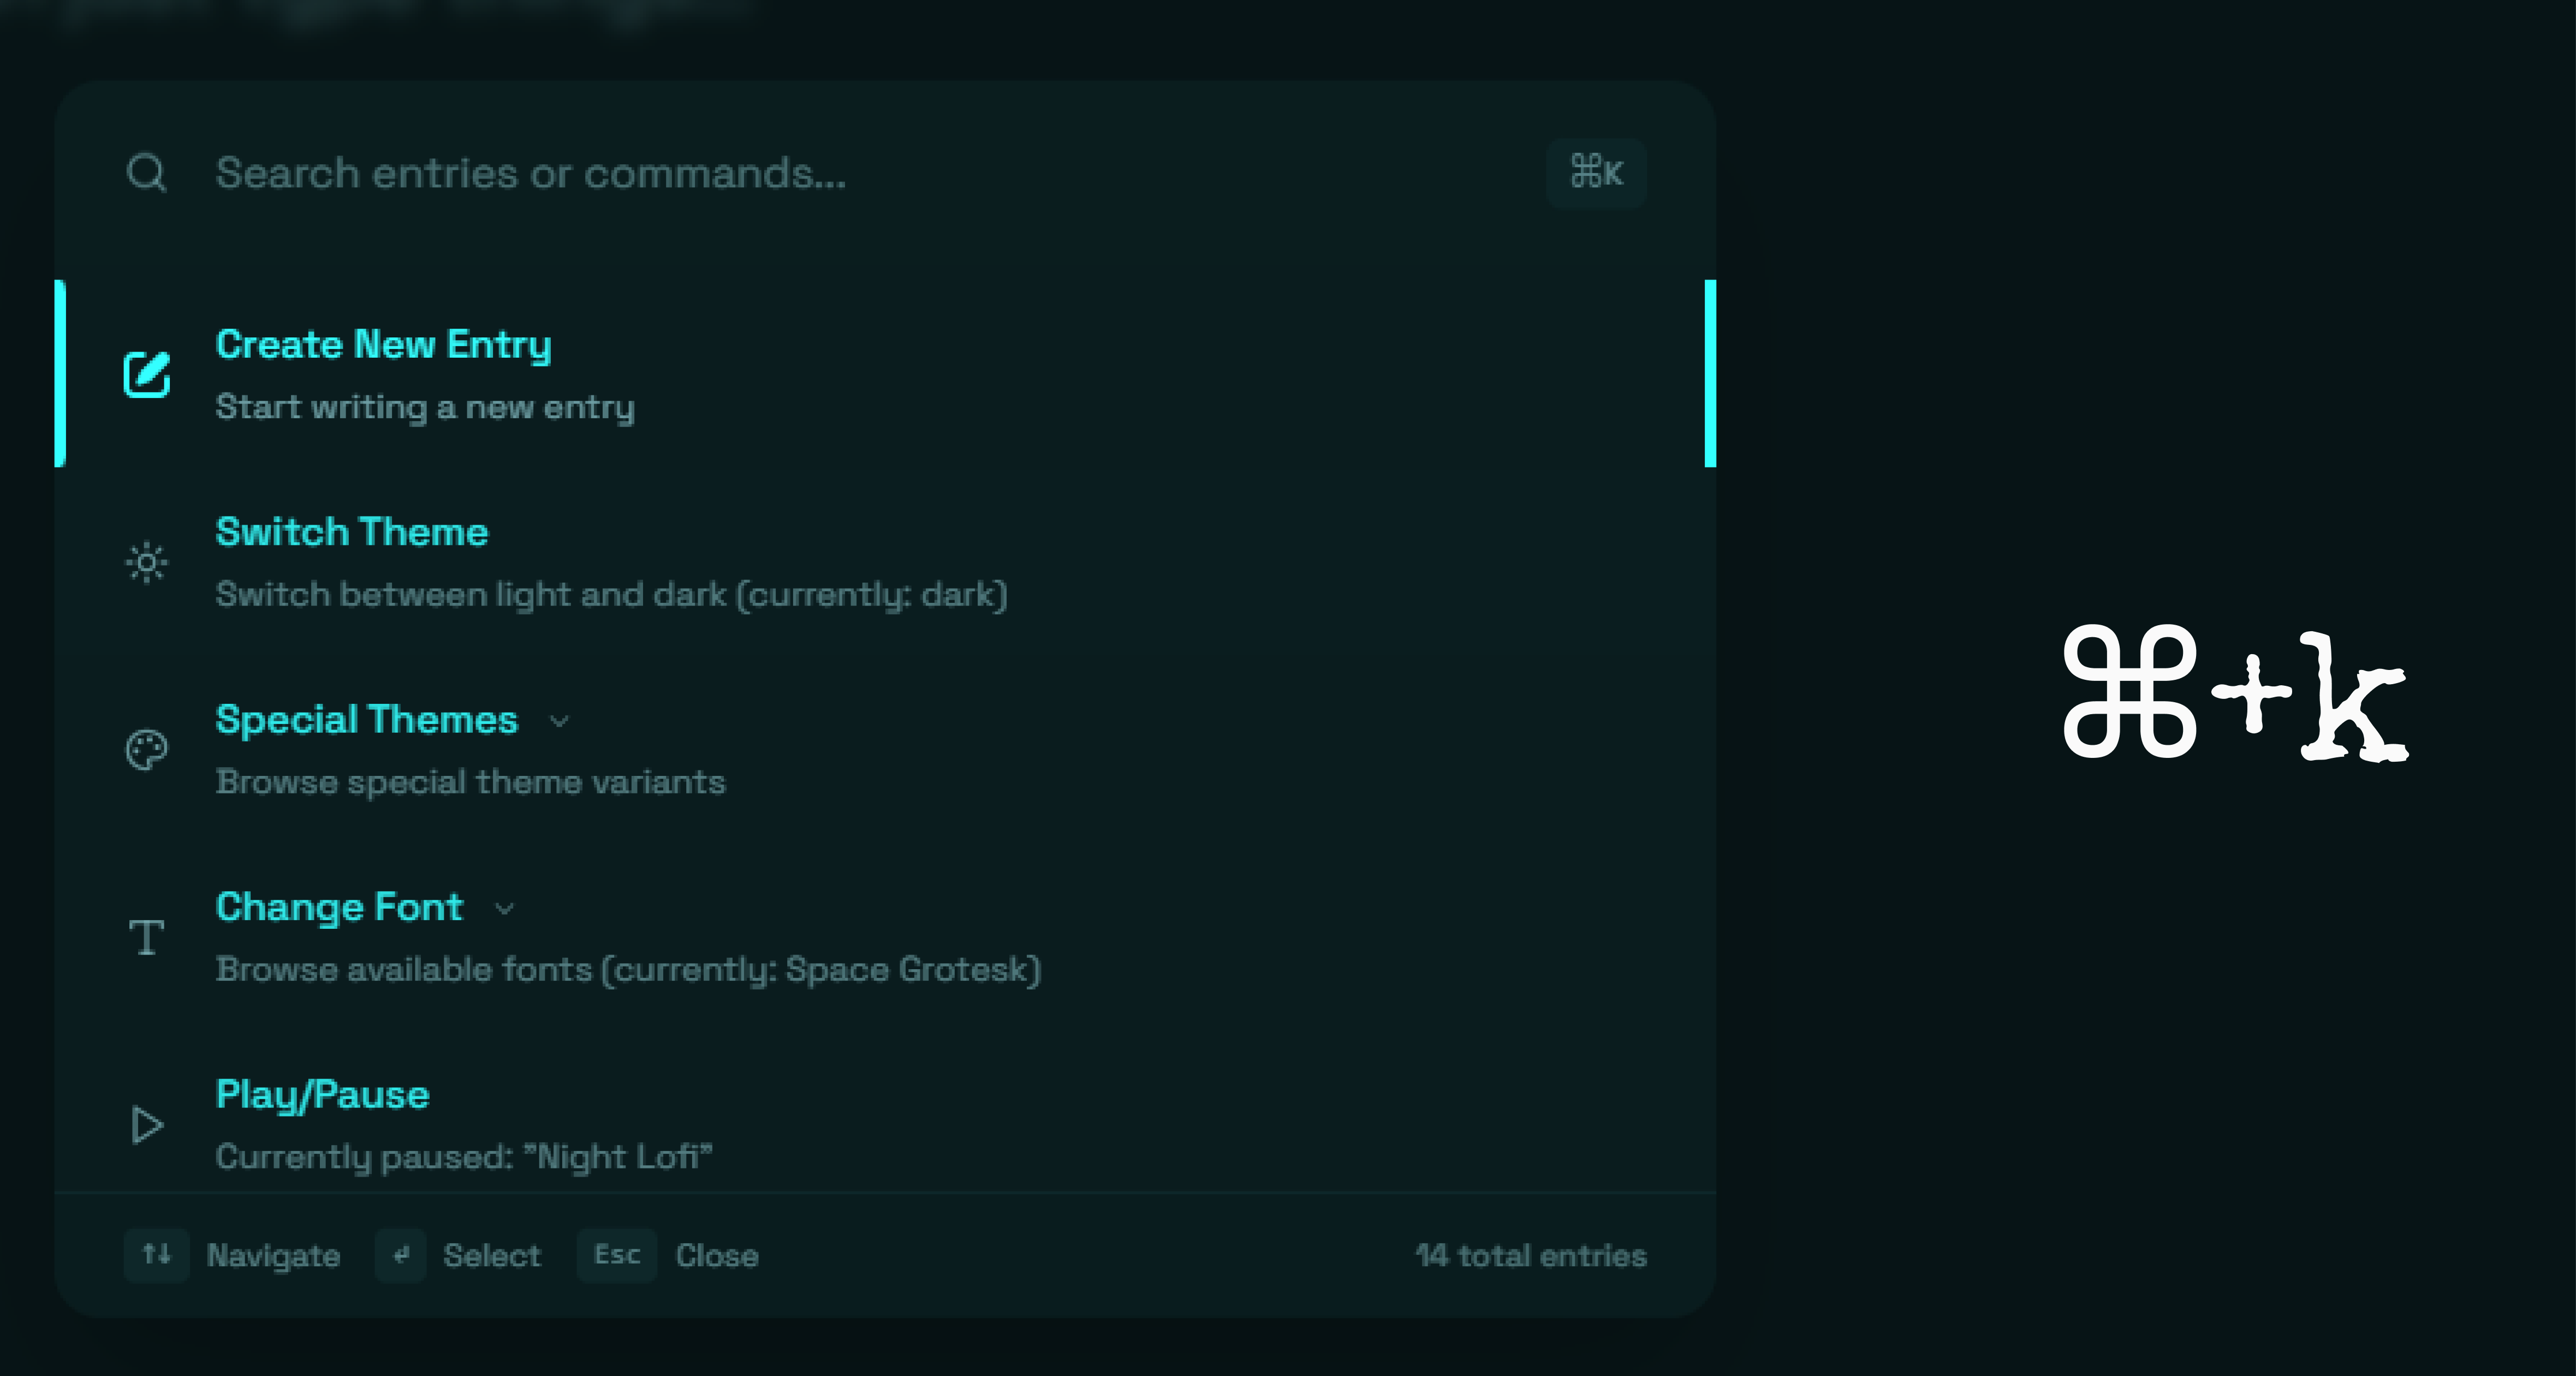 Search entries or commands...
⌘K
Create New Entry
Start writing a new entry
Switch Theme
Switch between light and dark (currently: dark)
Special Themes
Browse special theme variants
Change Font
Browse available fonts (currently: Space Grotesk)
Play/Pause
Currently paused: ”Night Lofi”
↑↓ Navigate ↲ Select Esc Close
14 total entries
⌘+k